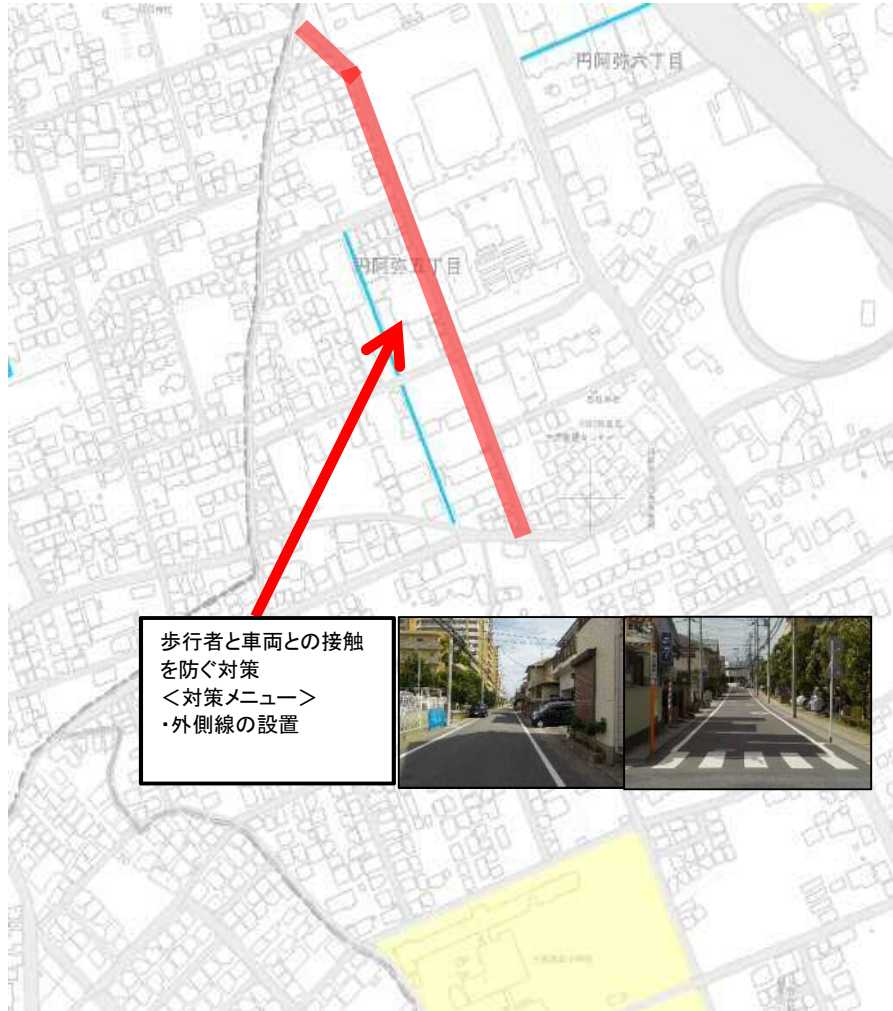 円阿弥六丁目
円阿弥五丁目
歩行者と車両との接触
を防ぐ対策
<対策メニュー>
・外側線の設置